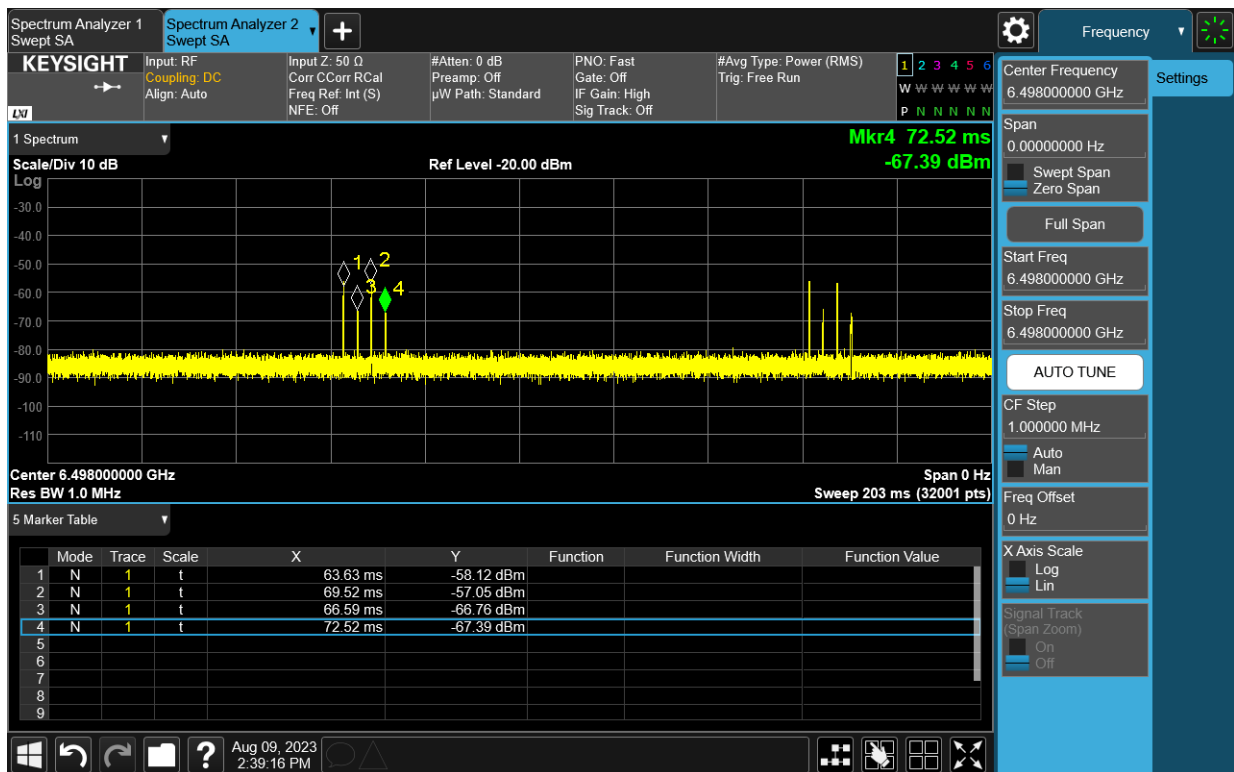 Spectrum Analyzer 1
Swept SA
Spectrum Analyzer 2
Swept SA
Frequency
KEYSIGHT
LXI
Input: RF
Coupling: DC
Align: Auto
Input Z: 50 Ω
Corr CCorr RCal
Freq Ref: Int (S)
NFE: Off
#Atten: 0 dB
Preamp: Off
µW Path: Standard
PNO: Fast
Gate: Off
IF Gain: High
Sig Track: Off
#Avg Type: Power (RMS)
Trig: Free Run
1 2 3 4 5 6
W W W W W W
P N N N N N
1 Spectrum
Mkr4 72.52 ms
Scale/Div 10 dB
Ref Level -20.00 dBm
-67.39 dBm
Log
-30.0
-40.0
-50.0
-60.0
-70.0
-80.0
-90.0
-100
-110
1
2
3
4
Center 6.498000000 GHz
Span 0 Hz
Res BW 1.0 MHz
Sweep 203 ms (32001 pts)
5 Marker Table
Mode Trace Scale X Y Function Function Width Function Value
1 N 1 t 63.63 ms -58.12 dBm
2 N 1 t 69.52 ms -57.05 dBm
3 N 1 t 66.59 ms -66.76 dBm
4 N 1 t 72.52 ms -67.39 dBm
5
6
7
8
9
Aug 09, 2023
2:39:16 PM
?
Center Frequency
6.498000000 GHz
Settings
Span
0.00000000 Hz
Swept Span
Zero Span
Full Span
Start Freq
6.498000000 GHz
Stop Freq
6.498000000 GHz
AUTO TUNE
CF Step
1.000000 MHz
Auto
Man
Freq Offset
0 Hz
X Axis Scale
Log
Lin
Signal Track
(Span Zoom)
On
Off